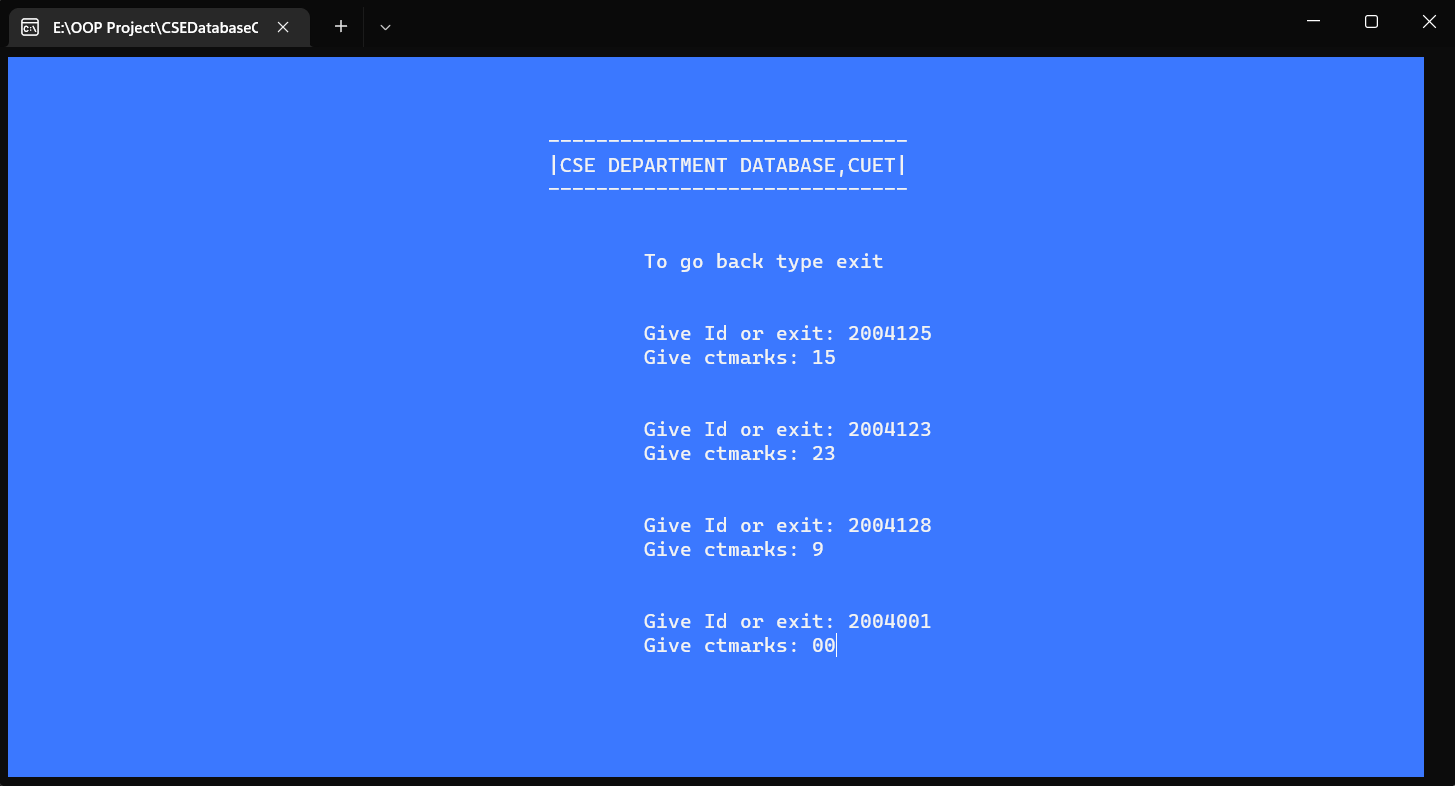 E:\OOP Project\CSEDatabaseC
------------------------------
|CSE DEPARTMENT DATABASE,CUET|
------------------------------
To go back type exit
Give Id or exit: 2004125
Give ctmarks: 15
Give Id or exit: 2004123
Give ctmarks: 23
Give Id or exit: 2004128
Give ctmarks: 9
Give Id or exit: 2004001
Give ctmarks: 00